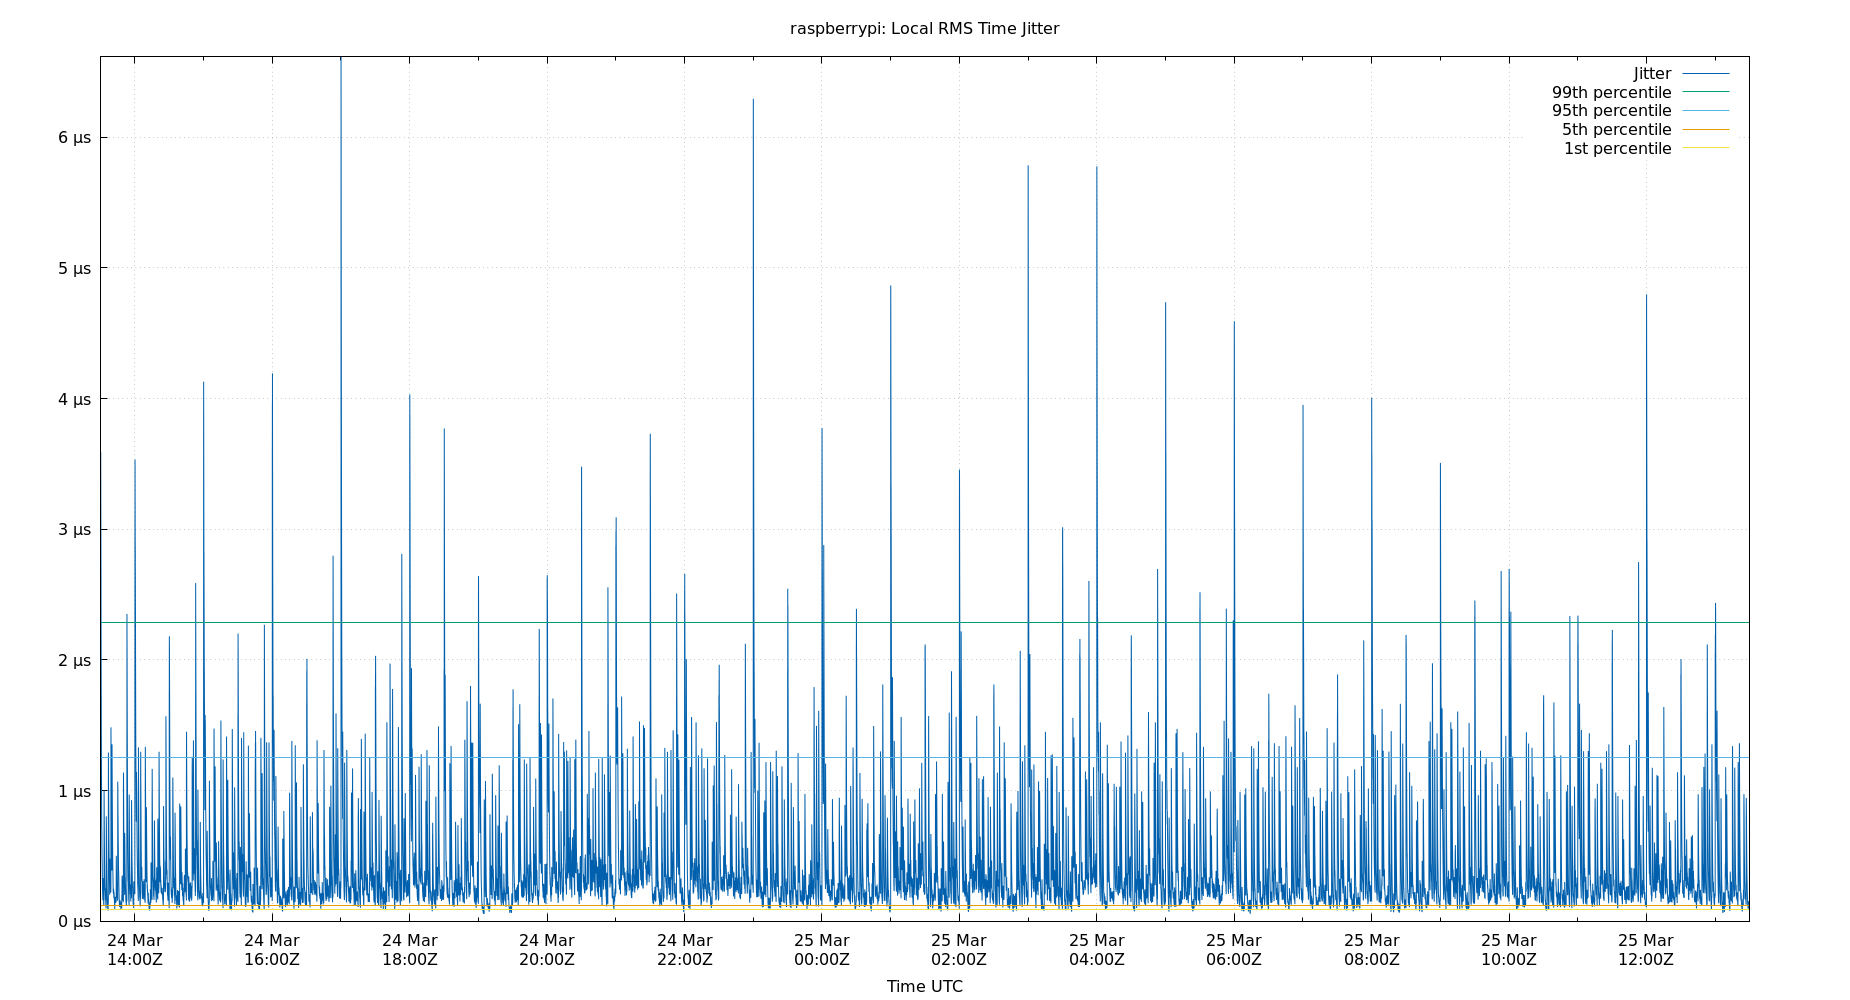 raspberrypi: Local RMS Time Jitter
Jitter
99th percentile
95th percentile
5th percentile
1st percentile
6 µs
5 µs
4 µs
3 µs
2 µs
1 µs
0 µs
24 Mar 24 Mar 24 Mar 24 Mar 24 Mar 25 Mar 25 Mar 25 Mar 25 Mar 25 Mar 25 Mar 25 Mar
14:00Z 16:00Z 18:00Z 20:00Z 22:00Z 00:00Z 02:00Z 04:00Z 06:00Z 08:00Z 10:00Z 12:00Z
Time UTC